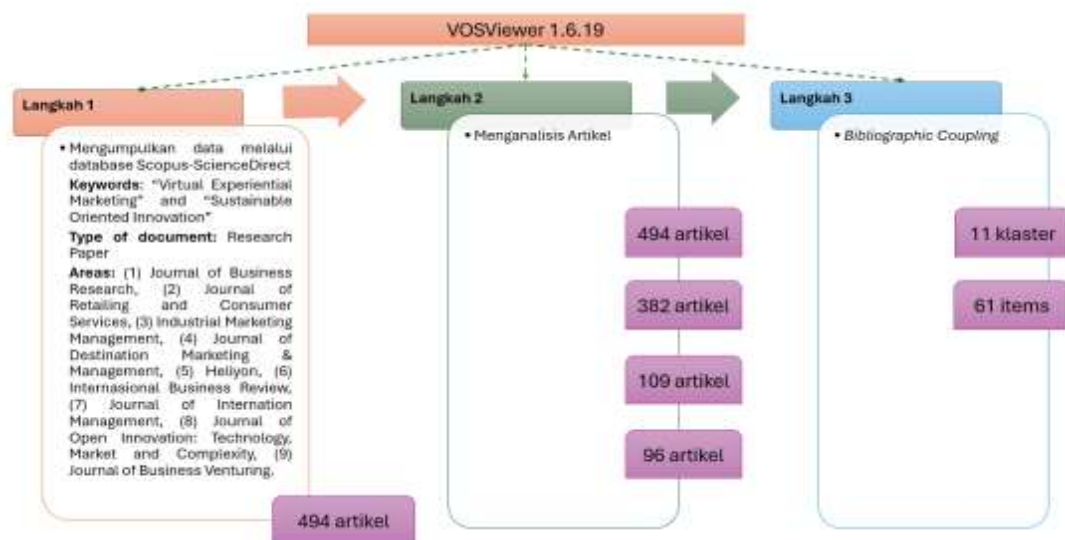 VOSViewer 1.6.19
Langkah 1
• Mengumpulkan data melalui
database Scopus-ScienceDirect
Keywords: "Virtual Experiential
Marketing" and "Sustainable
Oriented Innovation"
Type of document: Research
Paper
Areas: (1) Journal of Business
Research, (2) Journal of
Retailing and Consumer
Services, (3) Industrial Marketing
Management, (4) Journal of
Destination Marketing &
Management, (5) Heliyon, (6)
Internasional Business Review,
(7) Journal of Internation
Management, (8) Journal of
Open Innovation: Technology,
Market and Complexity, (9)
Journal of Business Venturing.
494 artikel
Langkah 2
• Menganalisis Artikel
494 artikel
382 artikel
109 artikel
96 artikel
Langkah 3
• Bibliographic Coupling
11 klaster
61 items